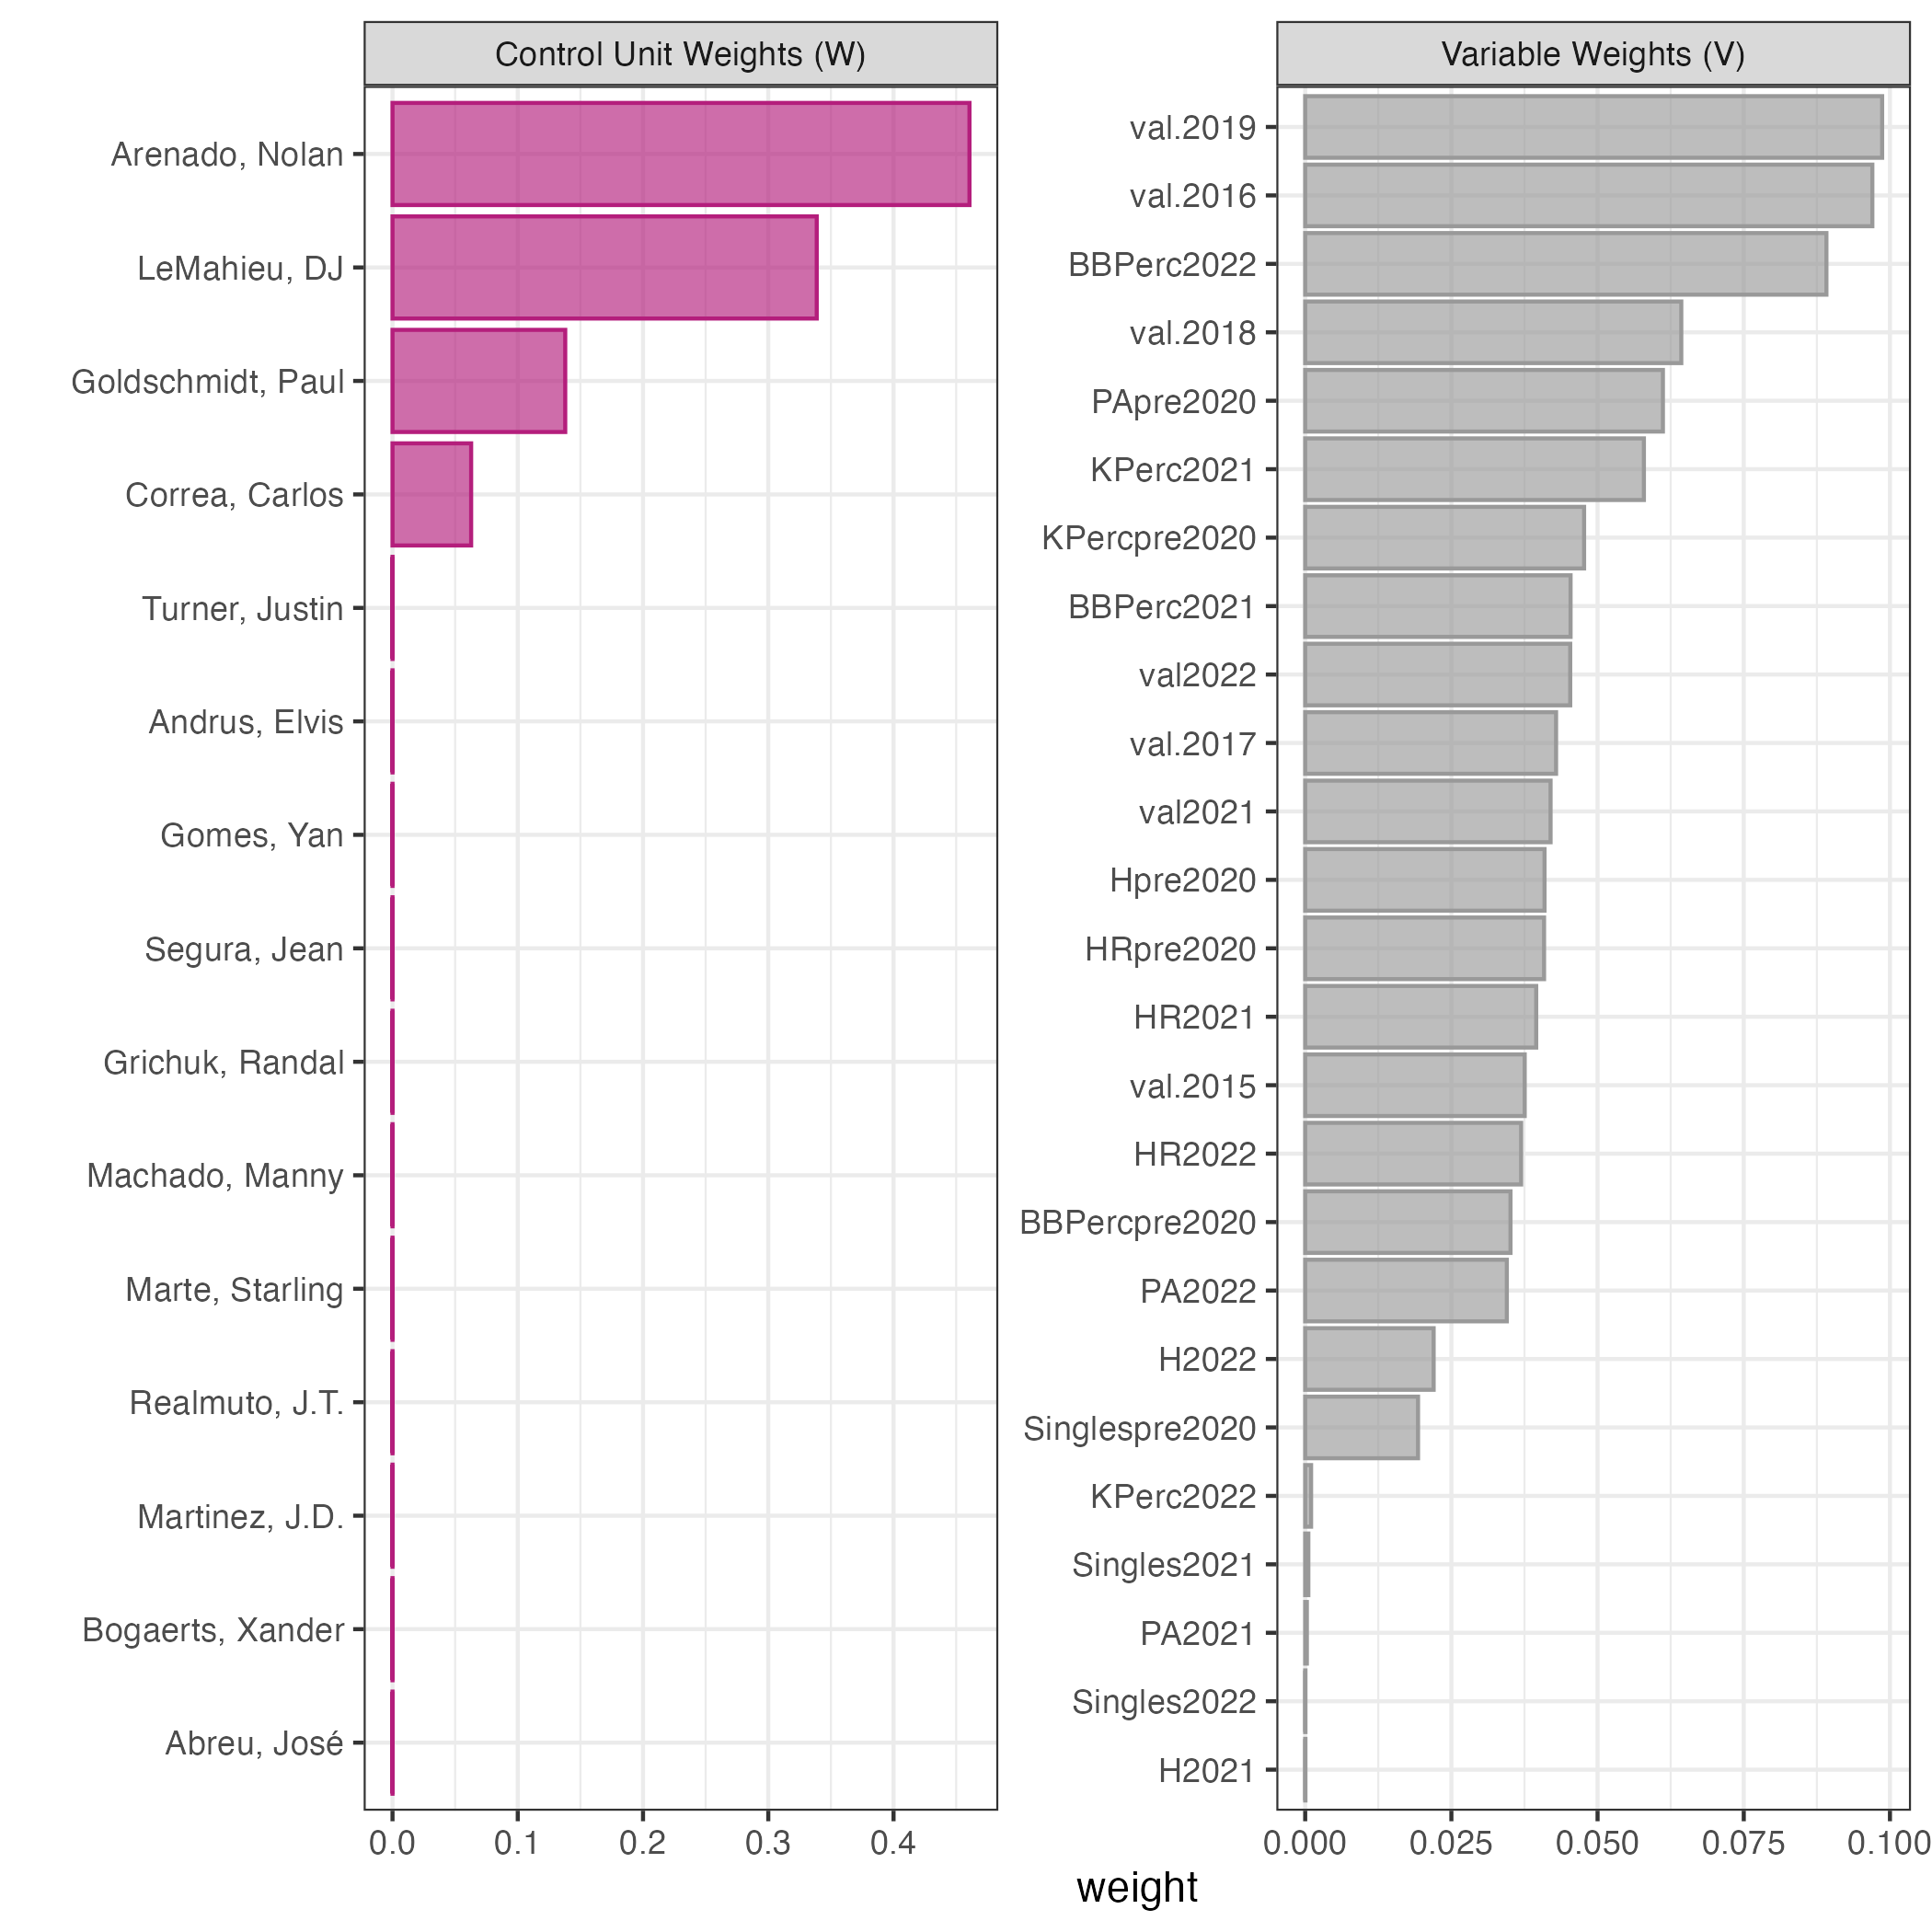 Control Unit Weights (W)
Arenado, Nolan
LeMahieu, DJ
Goldschmidt, Paul
Correa, Carlos
Turner, Justin
Andrus, Elvis
Gomes, Yan
Segura, Jean
Grichuk, Randal
Machado, Manny
Marte, Starling
Realmuto, J.T.
Martinez, J.D.
Bogaerts, Xander
Abreu, José
0.0 0.1 0.2 0.3 0.4
Variable Weights (V)
val.2019
val.2016
BBPerc2022
val.2018
PApre2020
KPerc2021
KPercpre2020
BBPerc2021
val2022
val.2017
val2021
Hpre2020
HRpre2020
HR2021
val.2015
HR2022
BBPercpre2020
PA2022
H2022
Singlespre2020
KPerc2022
Singles2021
PA2021
Singles2022
H2021
0.000 0.025 0.050 0.075 0.100
weight